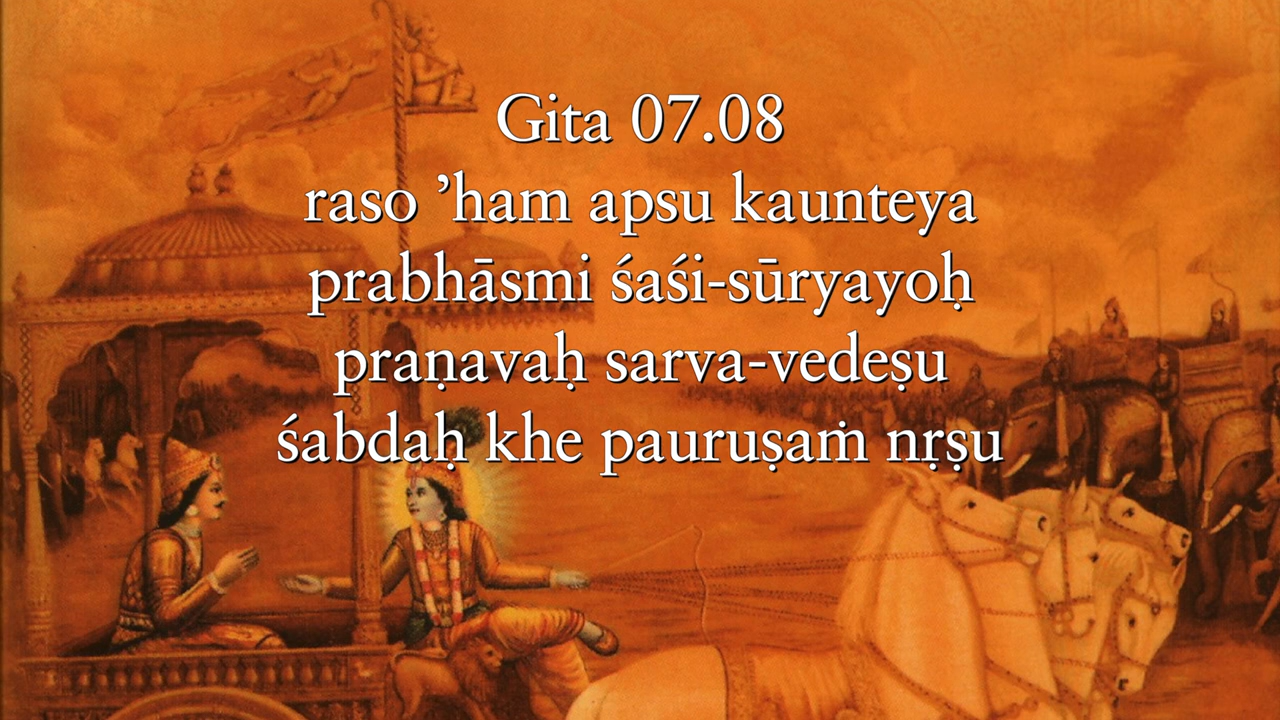 Gita 07.08
raso ’ham apsu kaunteya
prabhāsmi śaśi-sūryayoḥ
praṇavaḥ sarva-vedeṣu
śabdaḥ khe pauruṣaṁ nṛṣu